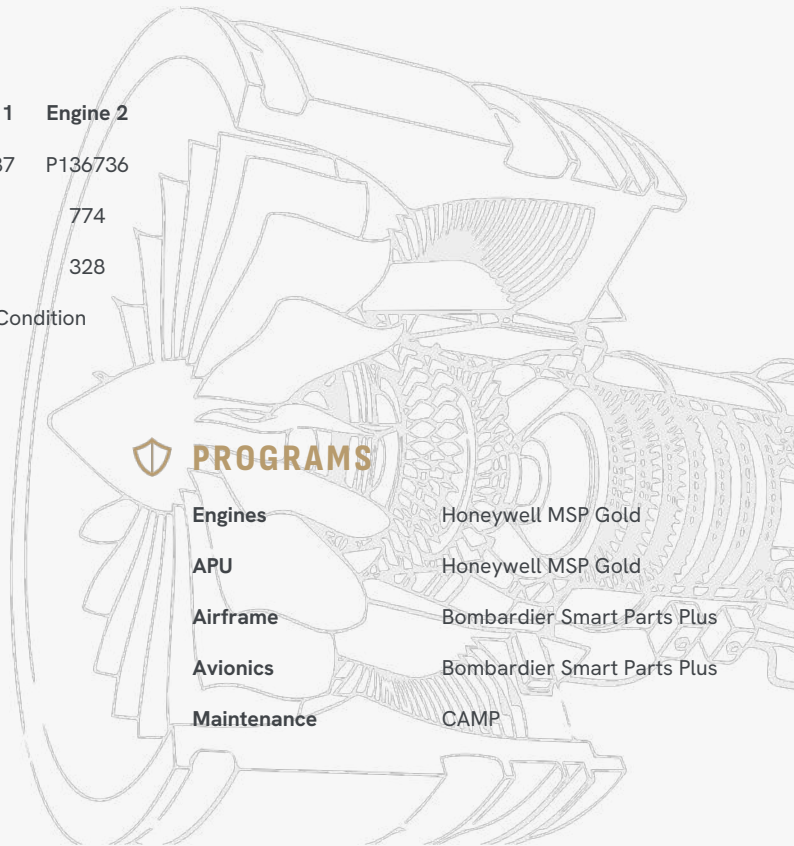 1 Engine 2
37 P136736
774
328
Condition
PROGRAMS
Engines Honeywell MSP Gold
APU Honeywell MSP Gold
Airframe Bombardier Smart Parts Plus
Avionics Bombardier Smart Parts Plus
Maintenance CAMP